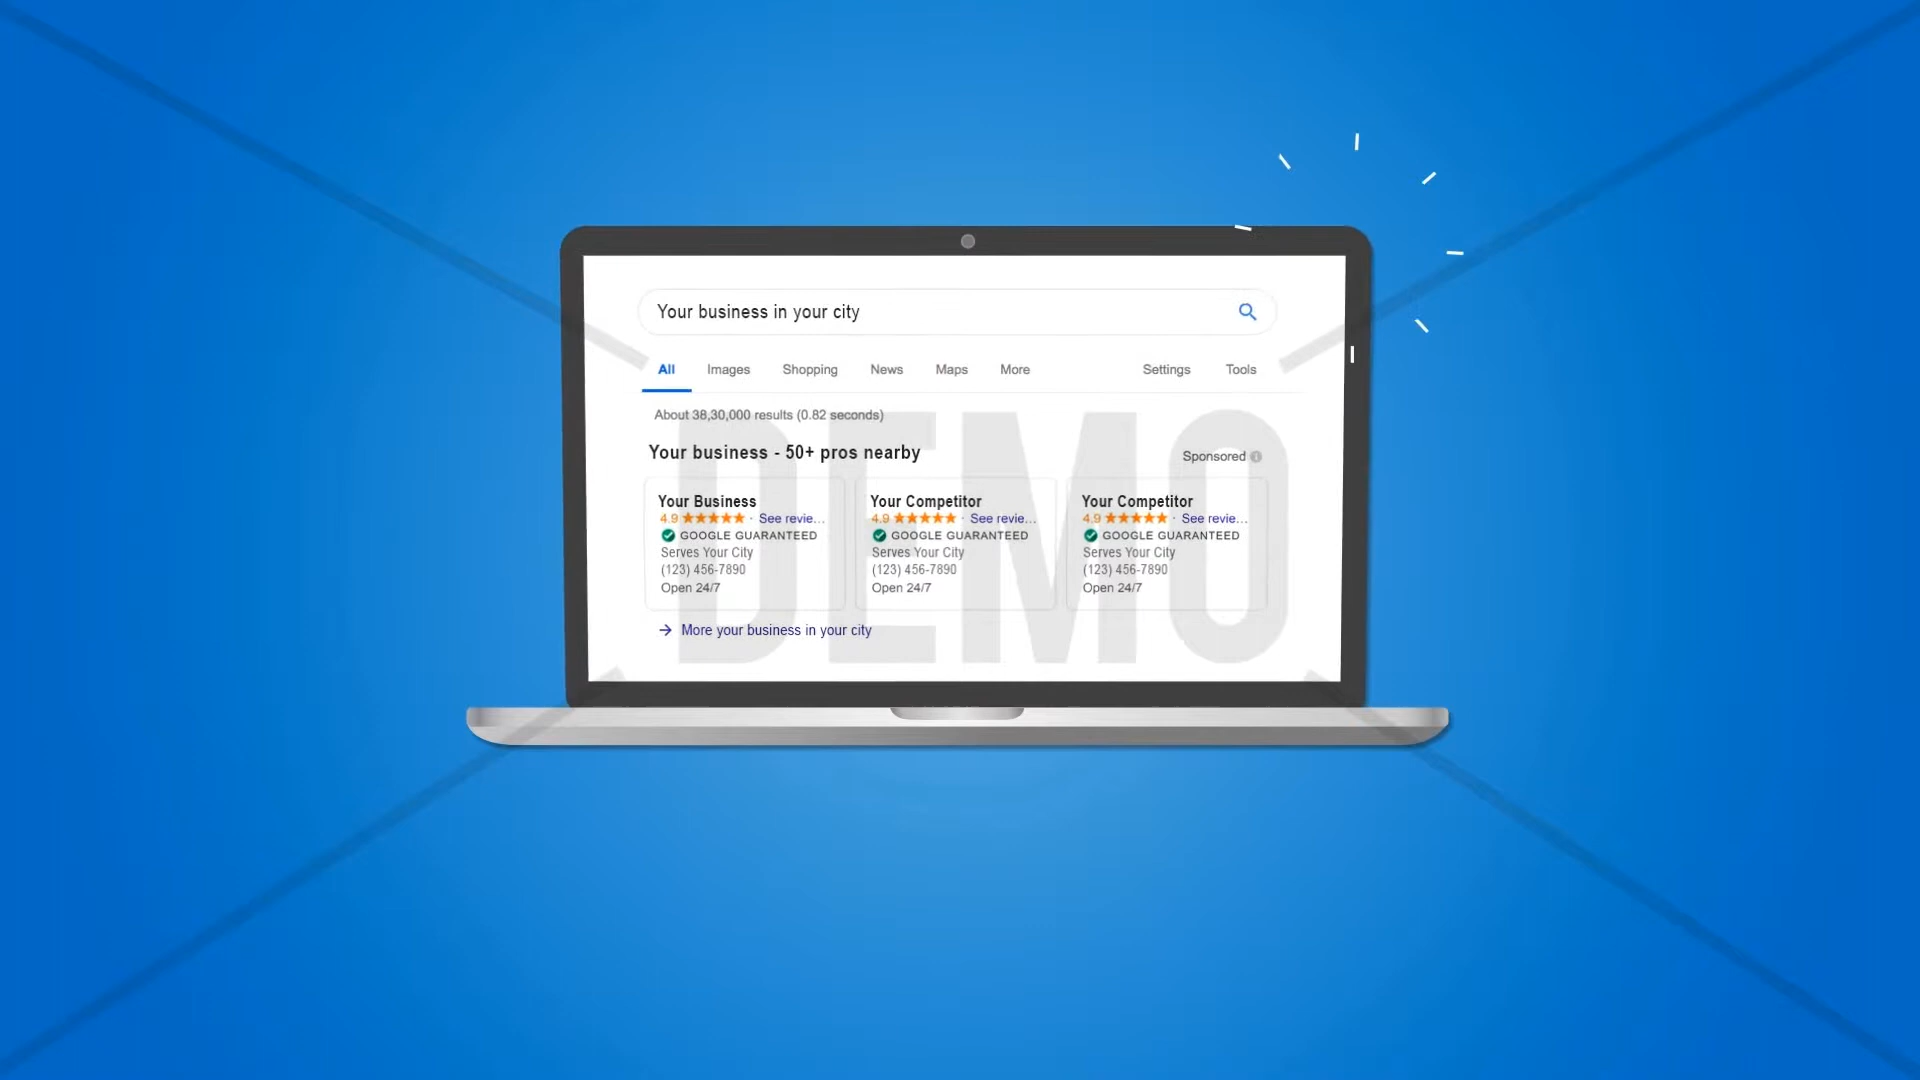 Your business in your city
All Images Shopping News Maps More Settings Tools
About 38,30,000 results (0.82 seconds)
Your business - 50+ pros nearby
Sponsored
Your Business
4.9 · See revie...
GOOGLE GUARANTEED
Serves Your City
(123) 456-7890
Open 24/7
Your Competitor
4.9 · See revie...
GOOGLE GUARANTEED
Serves Your City
(123) 456-7890
Open 24/7
Your Competitor
4.9 · See revie...
GOOGLE GUARANTEED
Serves Your City
(123) 456-7890
Open 24/7
→ More your business in your city
DEMO